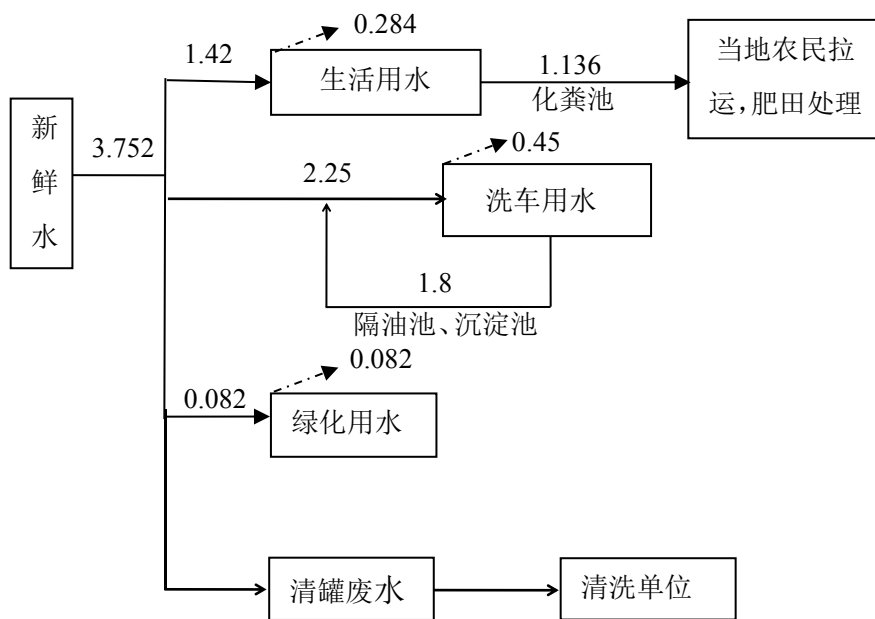 0.284
1.42
生活用水
1.136
化粪池
当地农民拉
运,肥田处理
新
鲜
水
3.752
0.45
2.25
洗车用水
1.8
隔油池、沉淀池
0.082
0.082
绿化用水
清罐废水
清洗单位